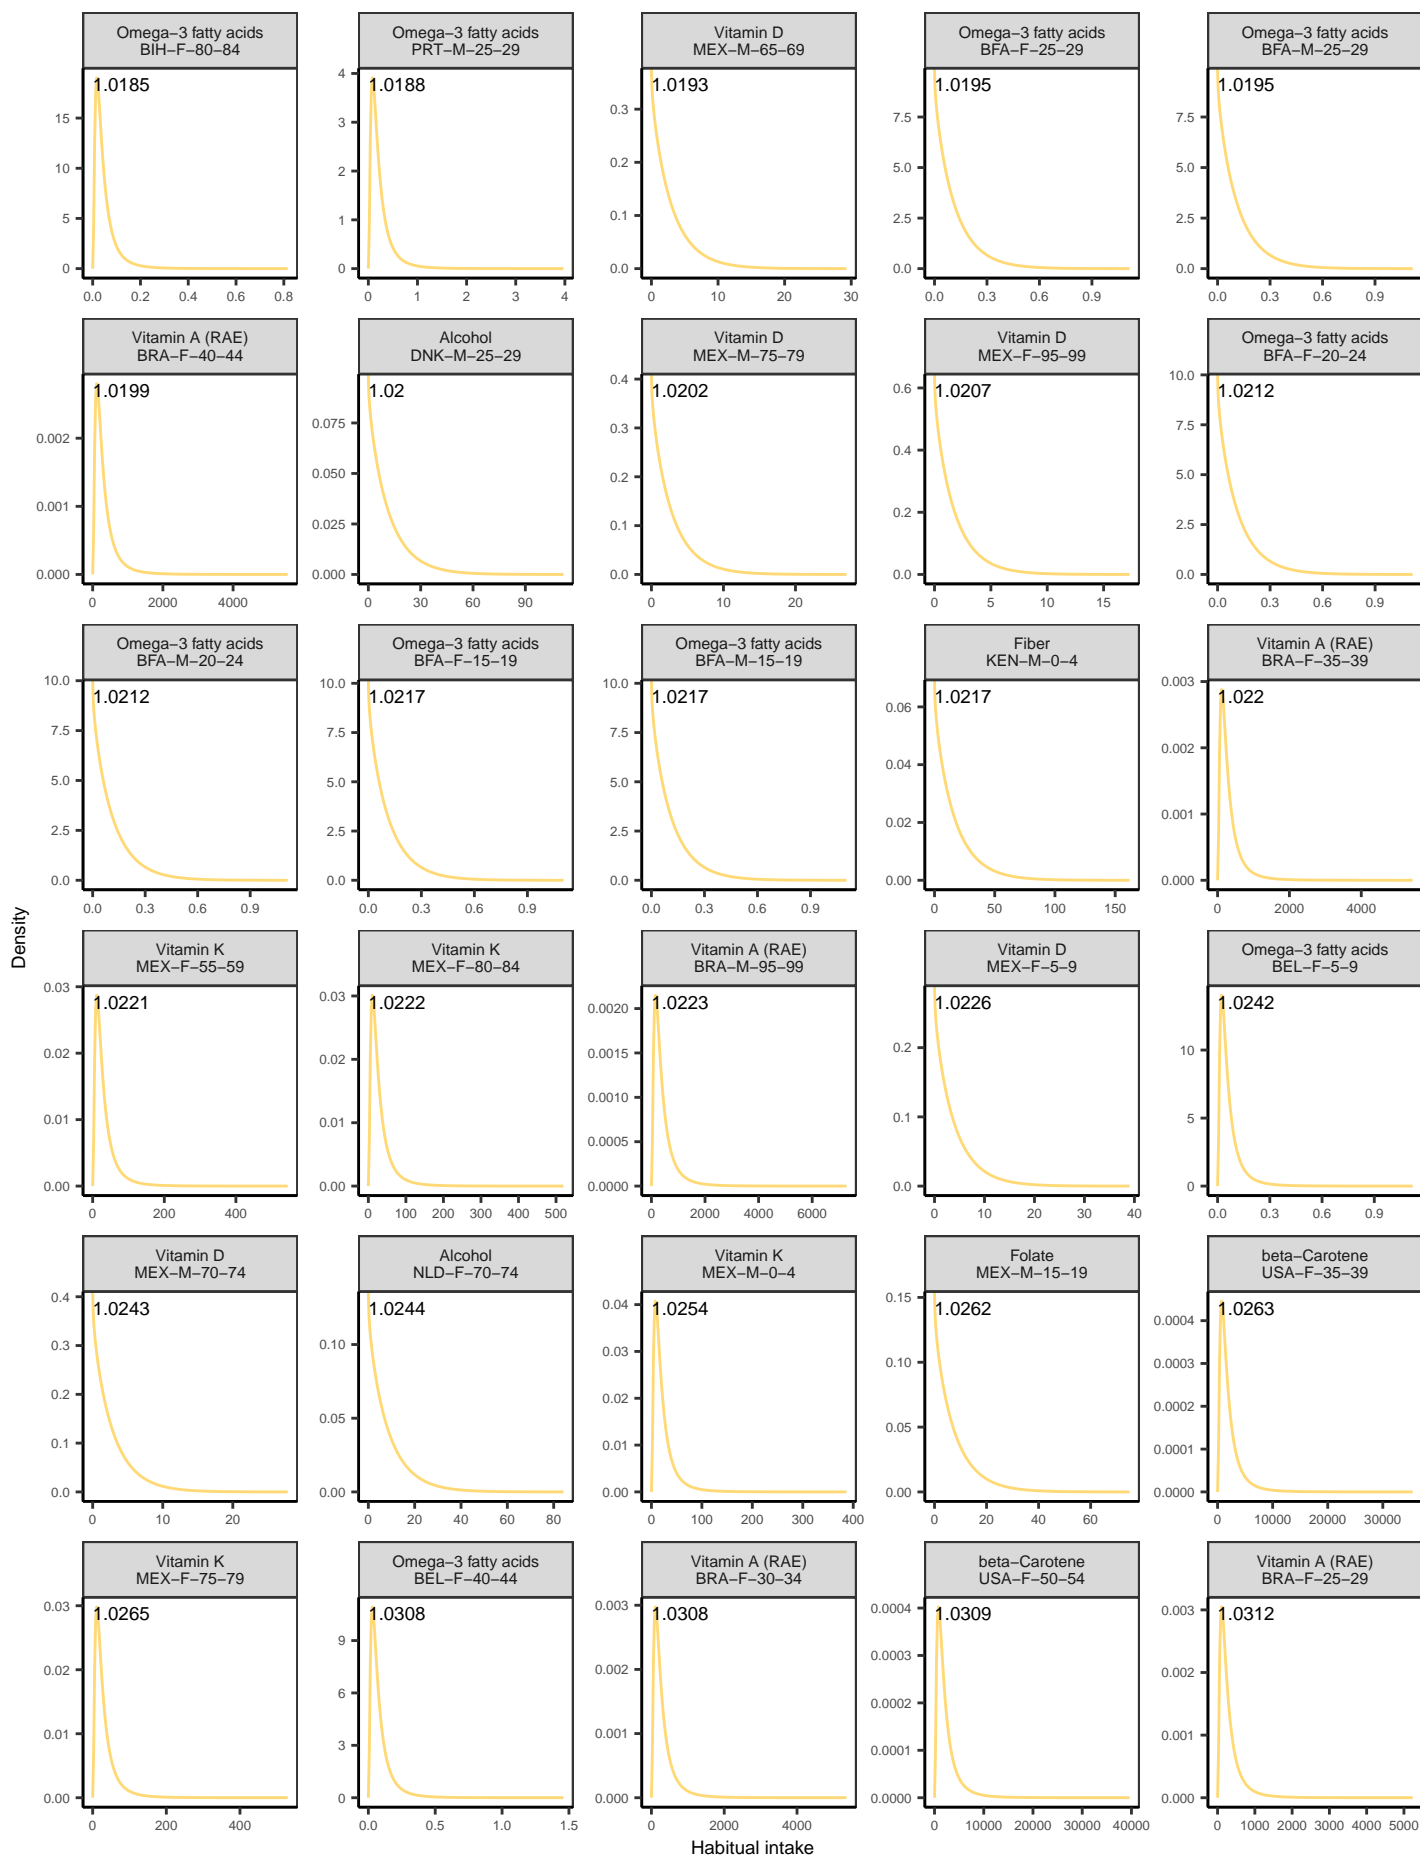 Omega−3 fatty acids
BIH−F−80−84
1.0185
15
10
5
0
0.0 0.2 0.4 0.6 0.8
Omega−3 fatty acids
PRT−M−25−29
1.0188
4
3
2
1
0
0 1 2 3 4
Vitamin D
MEX−M−65−69
1.0193
0.3
0.2
0.1
0.0
0 10 20 30
Omega−3 fatty acids
BFA−F−25−29
1.0195
7.5
5.0
2.5
0.0
0.0 0.3 0.6 0.9
Omega−3 fatty acids
BFA−M−25−29
1.0195
7.5
5.0
2.5
0.0
0.0 0.3 0.6 0.9
Vitamin A (RAE)
BRA−F−40−44
1.0199
0.002
0.001
0.000
0 2000 4000
Alcohol
DNK−M−25−29
1.02
0.075
0.050
0.025
0.000
0 30 60 90
Vitamin D
MEX−M−75−79
1.0202
0.4
0.3
0.2
0.1
0.0
0 10 20
Vitamin D
MEX−F−95−99
1.0207
0.6
0.4
0.2
0.0
0 5 10 15
Omega−3 fatty acids
BFA−F−20−24
1.0212
10.0
7.5
5.0
2.5
0.0
0.0 0.3 0.6 0.9
Omega−3 fatty acids
BFA−M−20−24
1.0212
10.0
7.5
5.0
2.5
0.0
0.0 0.3 0.6 0.9
Omega−3 fatty acids
BFA−F−15−19
1.0217
10.0
7.5
5.0
2.5
0.0
0.0 0.3 0.6 0.9
Omega−3 fatty acids
BFA−M−15−19
1.0217
10.0
7.5
5.0
2.5
0.0
0.0 0.3 0.6 0.9
Fiber
KEN−M−0−4
1.0217
0.06
0.04
0.02
0.00
0 50 100 150
Vitamin A (RAE)
BRA−F−35−39
1.022
0.003
0.002
0.001
0.000
0 2000 4000
Density
Vitamin K
MEX−F−55−59
1.0221
0.03
0.02
0.01
0.00
0 200 400
Vitamin K
MEX−F−80−84
1.0222
0.03
0.02
0.01
0.00
0 100 200 300 400 500
Vitamin A (RAE)
BRA−M−95−99
1.0223
0.0020
0.0015
0.0010
0.0005
0.0000
0 2000 4000 6000
Vitamin D
MEX−F−5−9
1.0226
0.2
0.1
0.0
0 10 20 30 40
Omega−3 fatty acids
BEL−F−5−9
1.0242
10
5
0
0.0 0.3 0.6 0.9
Vitamin D
MEX−M−70−74
1.0243
0.4
0.3
0.2
0.1
0.0
0 10 20
Alcohol
NLD−F−70−74
1.0244
0.10
0.05
0.00
0 20 40 60 80
Vitamin K
MEX−M−0−4
1.0254
0.04
0.03
0.02
0.01
0.00
0 100 200 300 400
Folate
MEX−M−15−19
1.0262
0.15
0.10
0.05
0.00
0 20 40 60
beta−Carotene
USA−F−35−39
1.0263
0.0004
0.0003
0.0002
0.0001
0.0000
0 10000 20000 30000
Vitamin K
MEX−F−75−79
1.0265
0.03
0.02
0.01
0.00
0 200 400
Omega−3 fatty acids
BEL−F−40−44
1.0308
9
6
3
0
0.0 0.5 1.0 1.5
Vitamin A (RAE)
BRA−F−30−34
1.0308
0.003
0.002
0.001
0.000
0 2000 4000
beta−Carotene
USA−F−50−54
1.0309
0.0004
0.0003
0.0002
0.0001
0.0000
0 10000 20000 30000 40000
Vitamin A (RAE)
BRA−F−25−29
1.0312
0.003
0.002
0.001
0.000
0 1000 2000 3000 4000 5000
Habitual intake